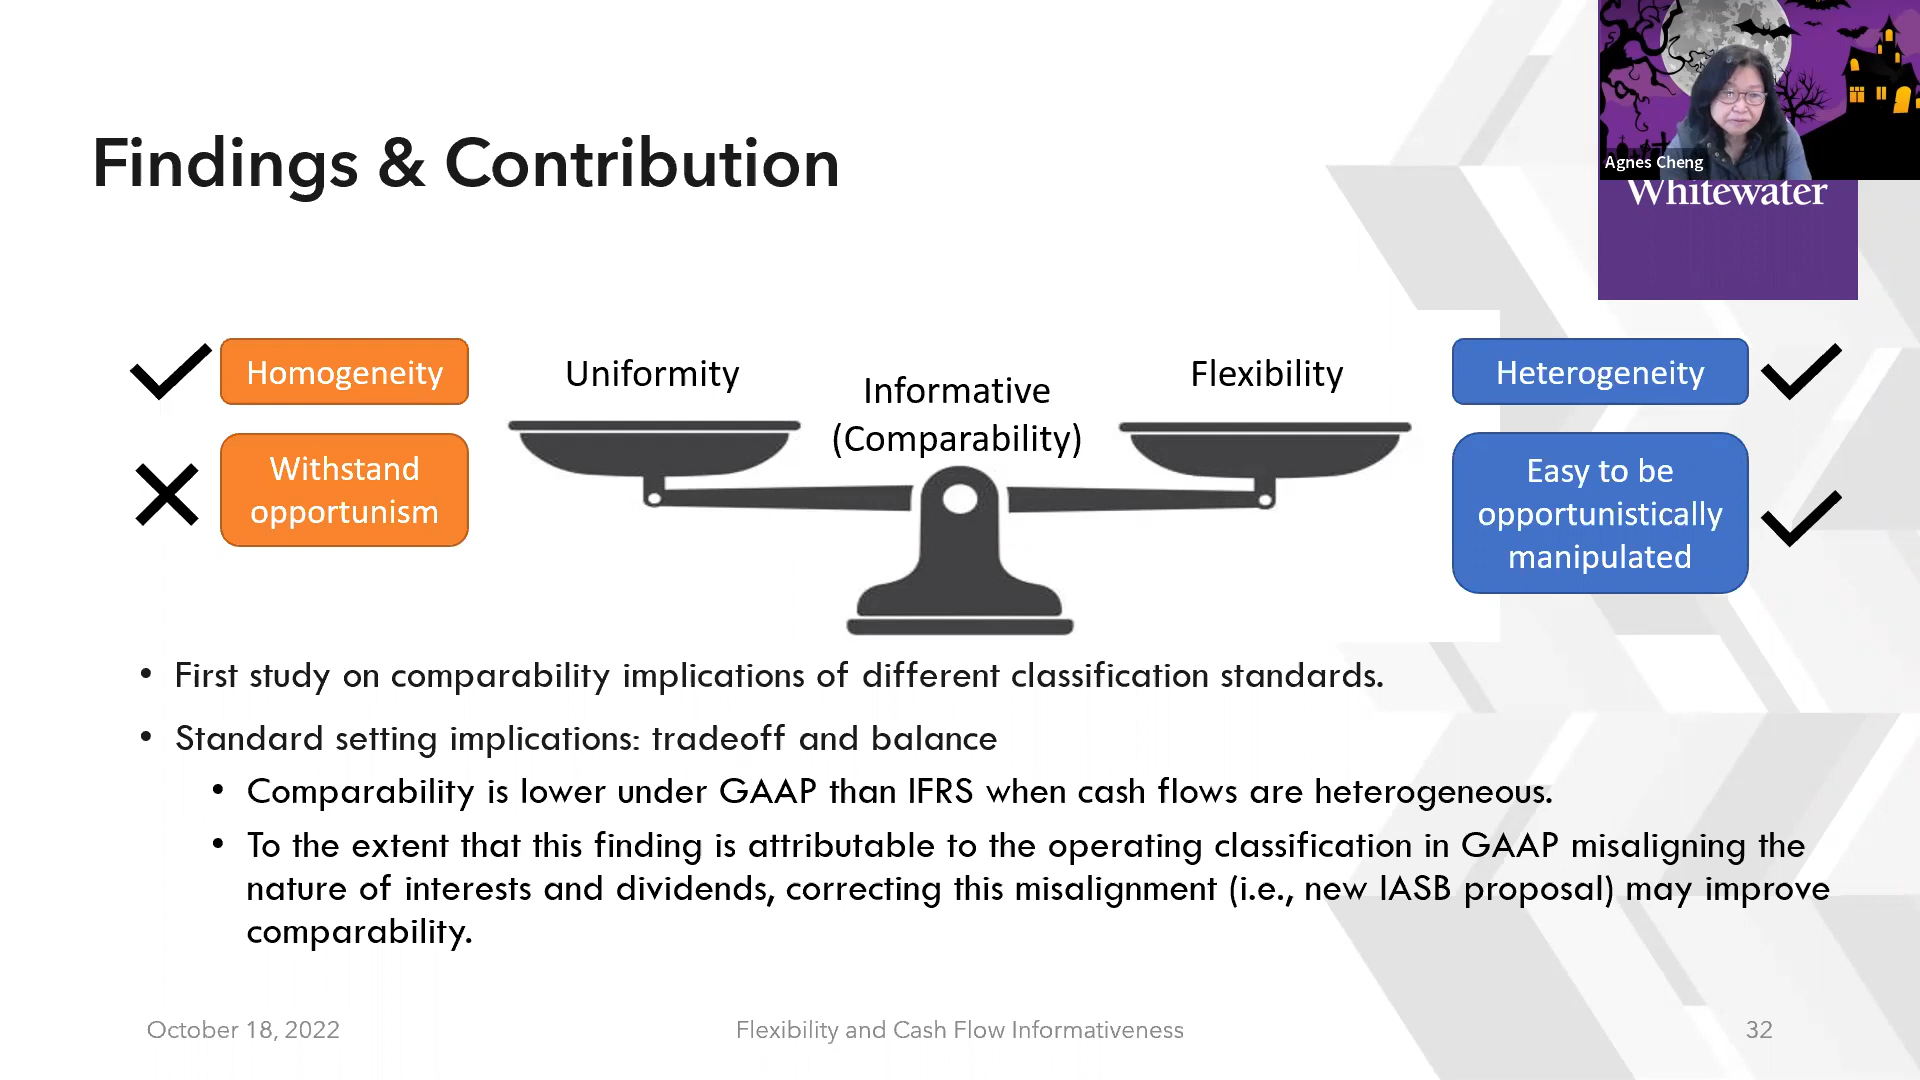 Agnes Cheng
Whitewater
Findings & Contribution
Homogeneity
Withstand
opportunism
Uniformity
Informative
(Comparability)
Flexibility
Heterogeneity
Easy to be
opportunistically
manipulated
• First study on comparability implications of different classification standards.
• Standard setting implications: tradeoff and balance
• Comparability is lower under GAAP than IFRS when cash flows are heterogeneous.
• To the extent that this finding is attributable to the operating classification in GAAP misaligning the
nature of interests and dividends, correcting this misalignment (i.e., new IASB proposal) may improve
comparability.
October 18, 2022
Flexibility and Cash Flow Informativeness
32